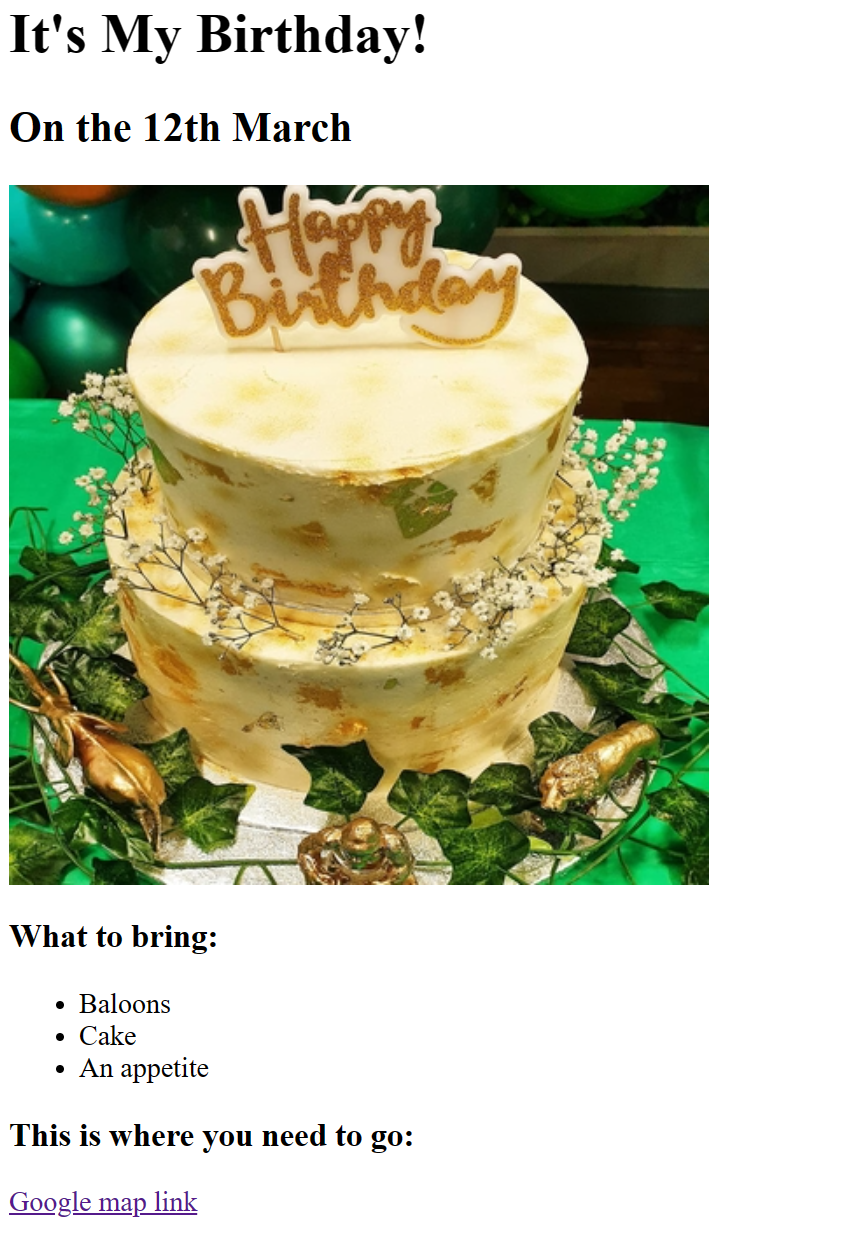 It's My Birthday!
On the 12th March
Happy
Birthday
What to bring:
Baloons
Cake
An appetite
This is where you need to go:
Google map link